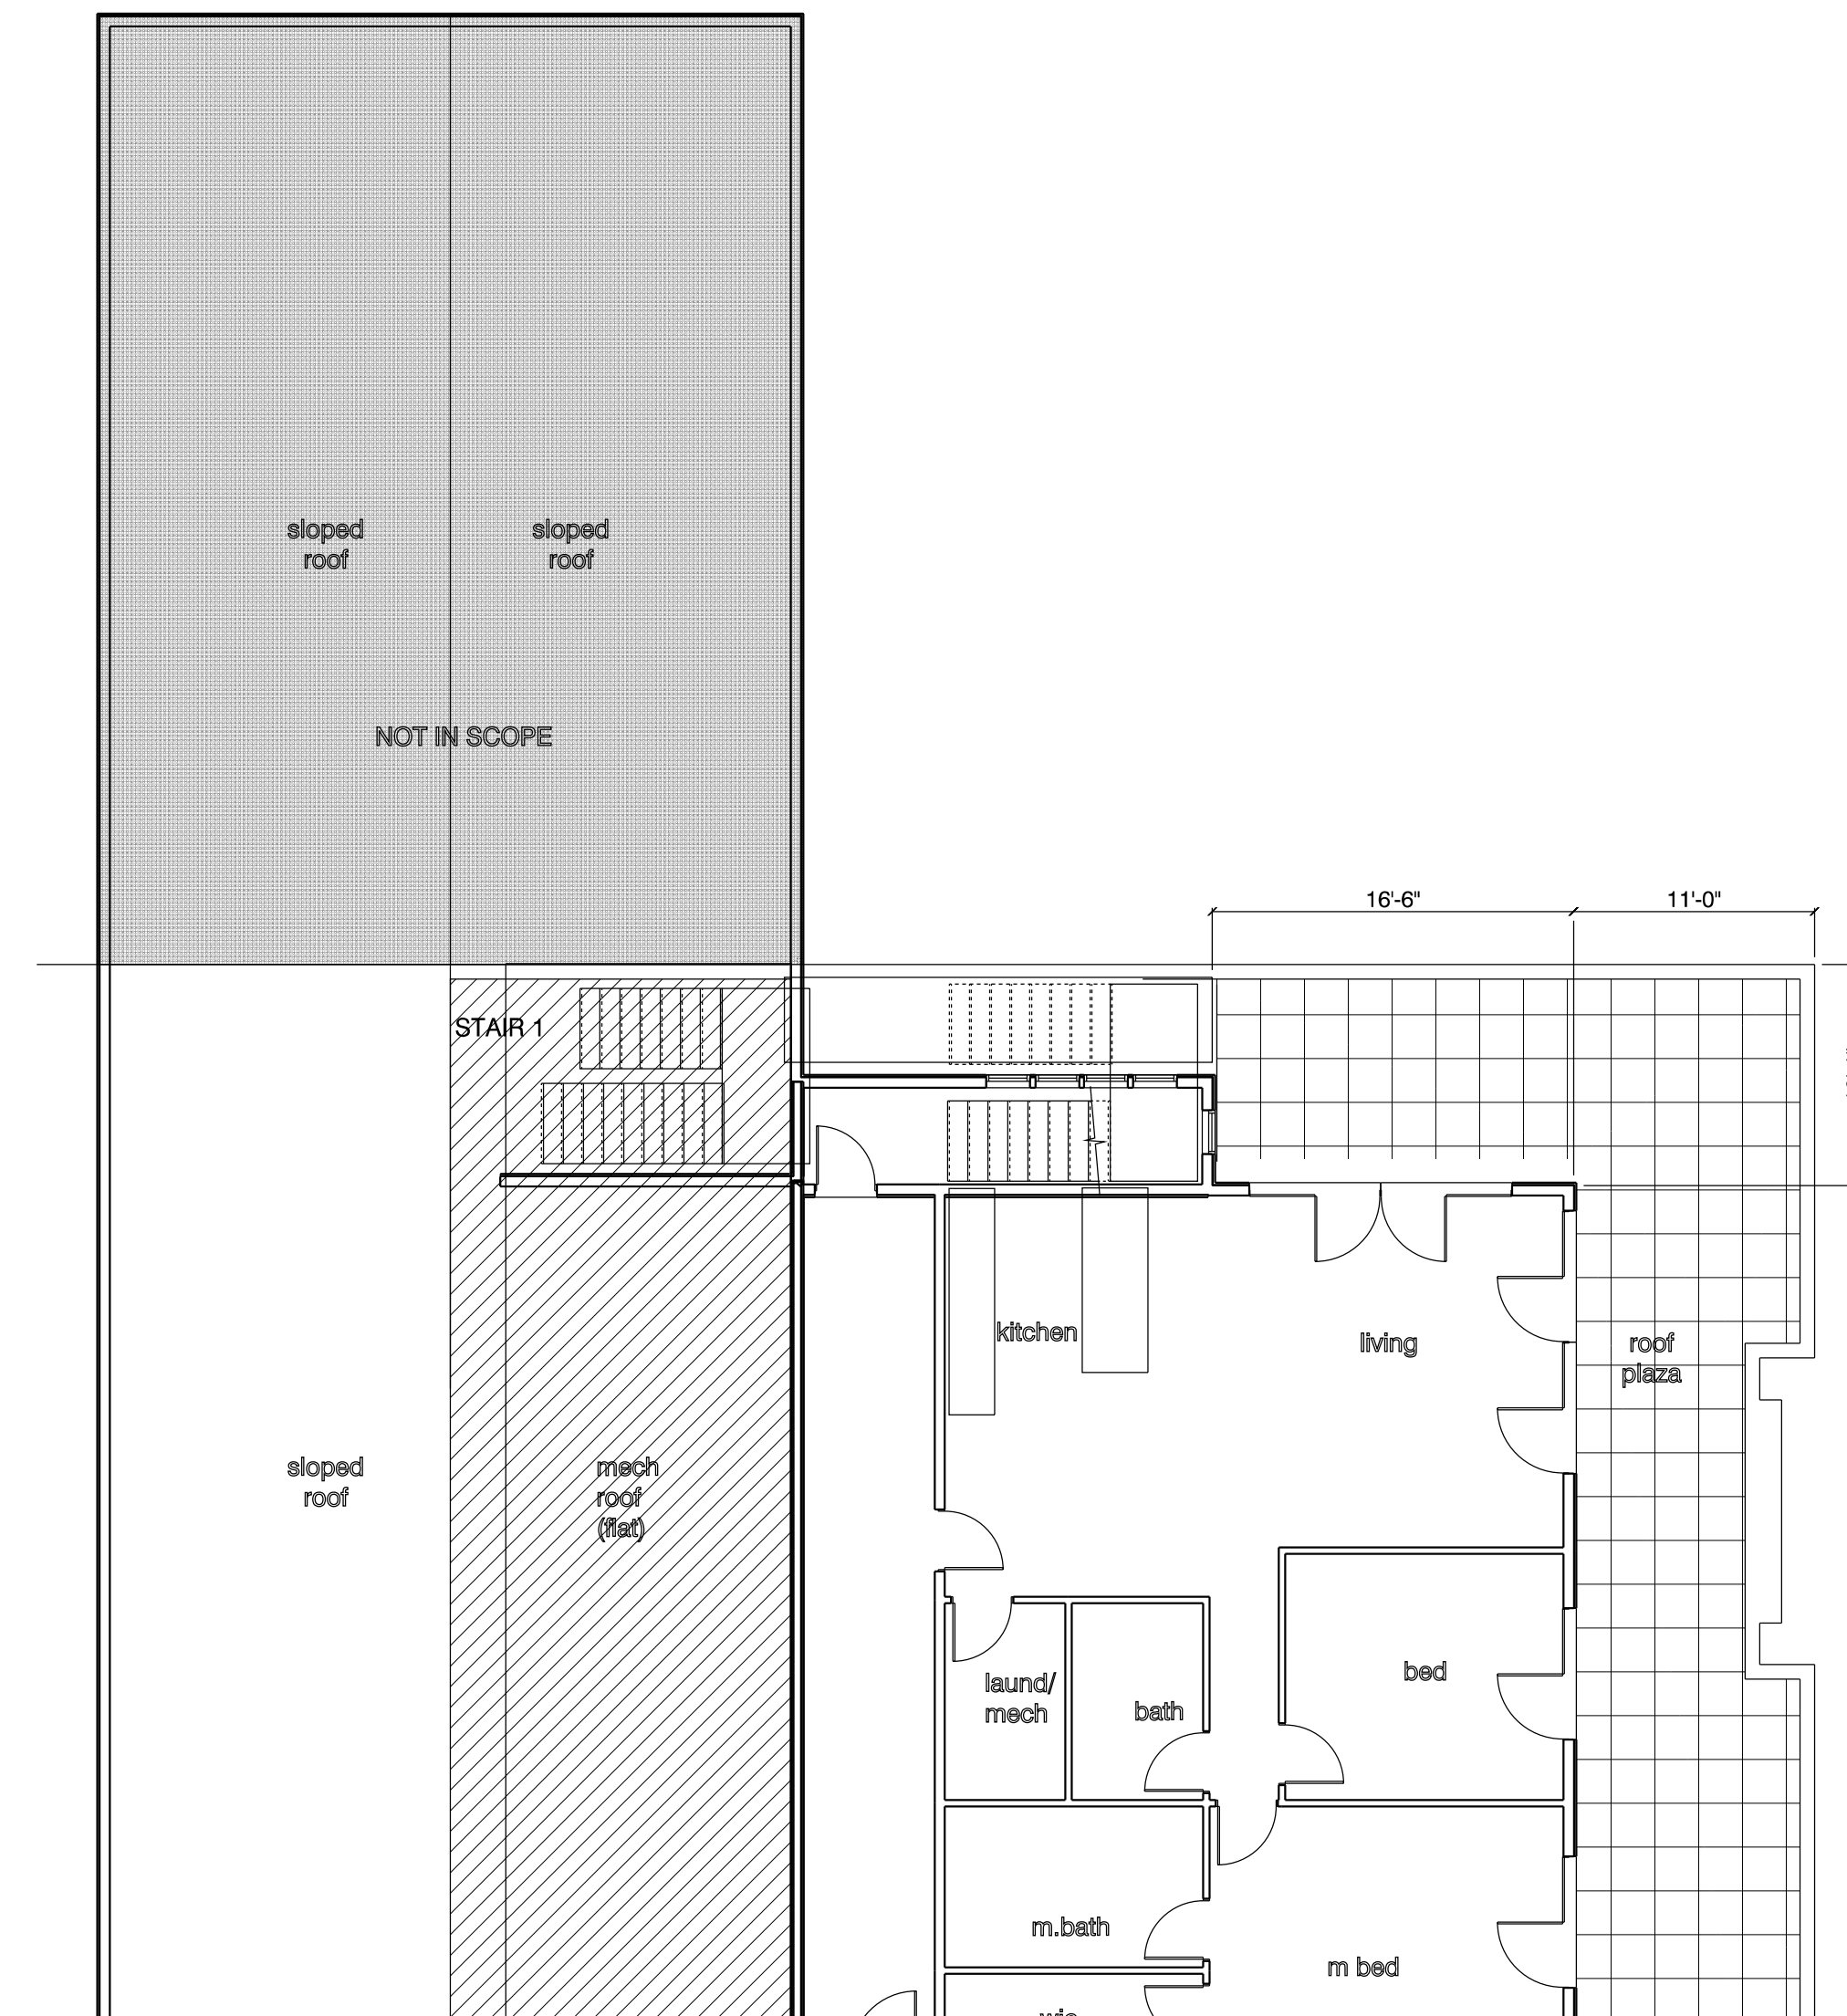 sloped
roof
sloped
roof
NOT IN SCOPE
16'-6"
11'-0"
STAIR 1
kitchen
living
roof
plaza
sloped
roof
mech
roof
(flat)
laund/
mech
bath
bed
m.bath
m bed
wic